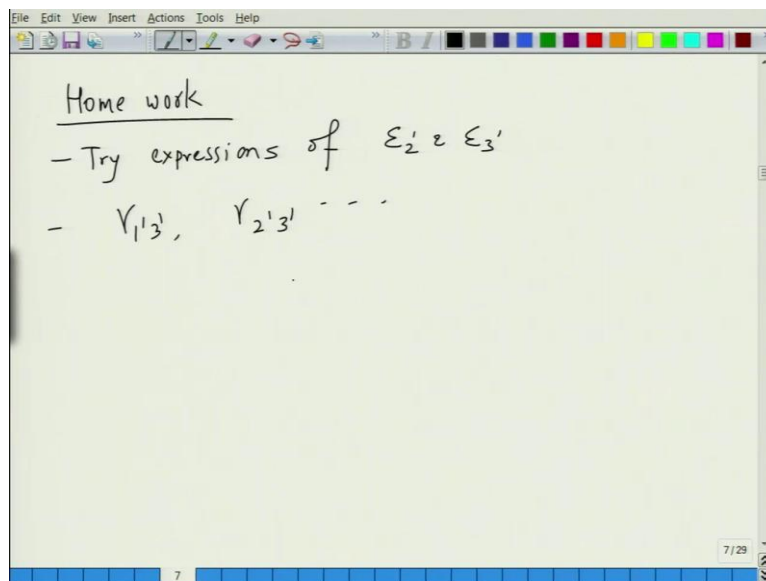 File Edit View Insert Actions Tools Help
B I
Home work
- Try expressions of ε₂' & ε₃'
- γ₁'₃', γ₂'₃' - - -
7/29
7